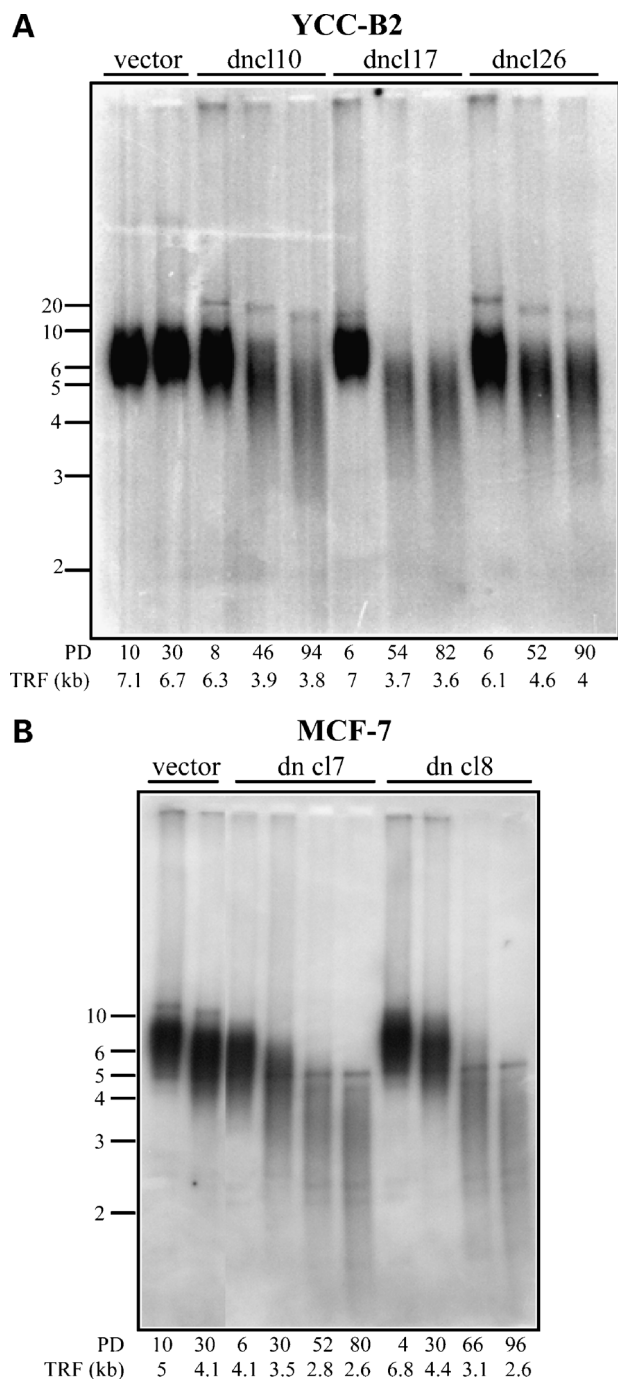 A
YCC-B2
vector dncl10 dncl17 dncl26
20
10
6
5
4
3
2
PD 10 30 8 46 94 6 54 82 6 52 90
TRF (kb) 7.1 6.7 6.3 3.9 3.8 7 3.7 3.6 6.1 4.6 4
B
MCF-7
vector dn cl7 dn cl8
10
6
5
4
3
2
PD 10 30 6 30 52 80 4 30 66 96
TRF (kb) 5 4.1 4.1 3.5 2.8 2.6 6.8 4.4 3.1 2.6